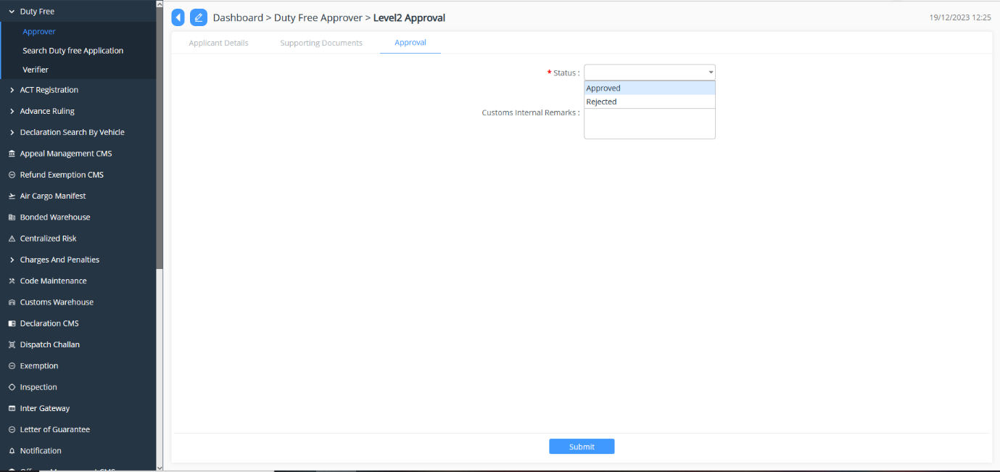 Duty Free
Approver
Search Duty free Application
Verifier
ACT Registration
Advance Ruling
Declaration Search By Vehicle
Appeal Management CMS
Refund Exemption CMS
Air Cargo Manifest
Bonded Warehouse
Centralized Risk
Charges And Penalties
Code Maintenance
Customs Warehouse
Declaration CMS
Dispatch Challan
Exemption
Inspection
Inter Gateway
Letter of Guarantee
Notification
Dashboard > Duty Free Approver > Level2 Approval
19/12/2023 12:25
Applicant Details Supporting Documents Approval
* Status :
Approved
Rejected
Customs Internal Remarks :
Submit